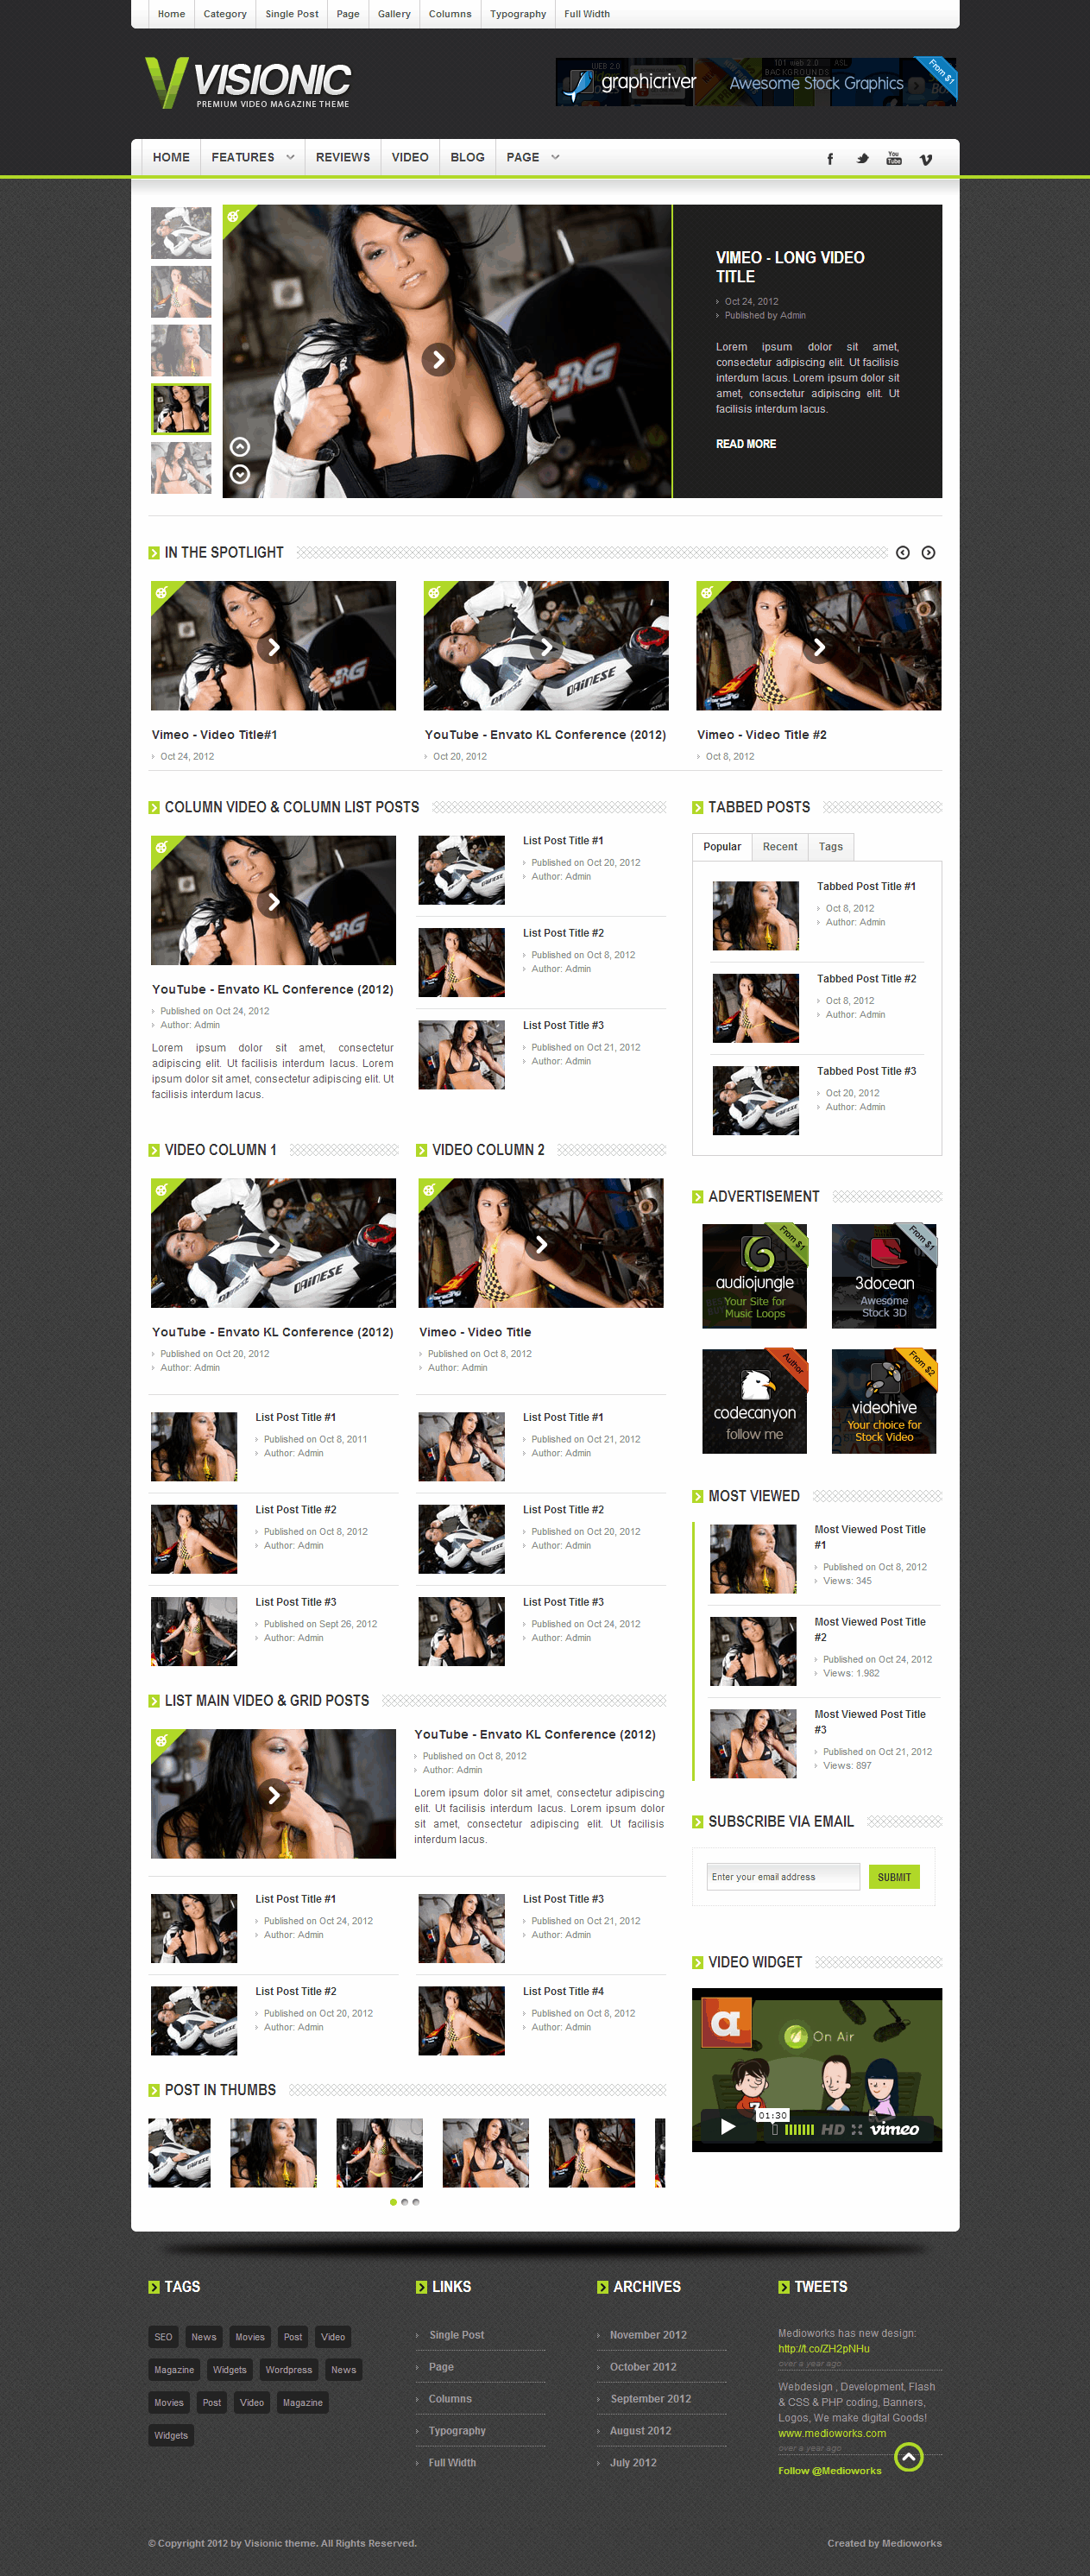 Home Category Single Post Page Gallery Columns Typography Full Width
VISIONIC
PREMIUM VIDEO MAGAZINE THEME
graphicriver Awesome Stock Graphics From $1
HOME FEATURES REVIEWS VIDEO BLOG PAGE
You Tube
VIMEO - LONG VIDEO
TITLE
Oct 24, 2012
Published by Admin
Lorem ipsum dolor sit amet,
consectetur adipiscing elit. Ut facilisis
interdum lacus. Lorem ipsum dolor sit
amet, consectetur adipiscing elit. Ut
facilisis interdum lacus.
READ MORE
IN THE SPOTLIGHT
DAINESE
Vimeo - Video Title#1
Oct 24, 2012
YouTube - Envato KL Conference (2012)
Oct 20, 2012
Vimeo - Video Title #2
Oct 8, 2012
COLUMN VIDEO & COLUMN LIST POSTS
YouTube - Envato KL Conference (2012)
Published on Oct 24, 2012
Author: Admin
Lorem ipsum dolor sit amet, consectetur
adipiscing elit. Ut facilisis interdum lacus. Lorem
ipsum dolor sit amet, consectetur adipiscing elit. Ut
facilisis interdum lacus.
List Post Title #1
Published on Oct 20, 2012
Author: Admin
List Post Title #2
Published on Oct 8, 2012
Author: Admin
List Post Title #3
Published on Oct 21, 2012
Author: Admin
TABBED POSTS
Popular Recent Tags
Tabbed Post Title #1
Oct 8, 2012
Author: Admin
Tabbed Post Title #2
Oct 8, 2012
Author: Admin
Tabbed Post Title #3
Oct 20, 2012
Author: Admin
VIDEO COLUMN 1
DAINESE
YouTube - Envato KL Conference (2012)
Published on Oct 20, 2012
Author: Admin
List Post Title #1
Published on Oct 8, 2011
Author: Admin
List Post Title #2
Published on Oct 8, 2012
Author: Admin
List Post Title #3
Published on Sept 26, 2012
Author: Admin
VIDEO COLUMN 2
Vimeo - Video Title
Published on Oct 8, 2012
Author: Admin
List Post Title #1
Published on Oct 21, 2012
Author: Admin
List Post Title #2
Published on Oct 20, 2012
Author: Admin
List Post Title #3
Published on Oct 24, 2012
Author: Admin
ADVERTISEMENT
From $1
audiojungle
Your Site for
Music Loops
From $1
3docean
Awesome
Stock 3D
Author
codecanyon
follow me
From $2
videohive
Your choice for
Stock Video
MOST VIEWED
Most Viewed Post Title
#1
Published on Oct 8, 2012
Views: 345
Most Viewed Post Title
#2
Published on Oct 24, 2012
Views: 1.982
Most Viewed Post Title
#3
Published on Oct 21, 2012
Views: 897
LIST MAIN VIDEO & GRID POSTS
YouTube - Envato KL Conference (2012)
Published on Oct 8, 2012
Author: Admin
Lorem ipsum dolor sit amet, consectetur adipiscing
elit. Ut facilisis interdum lacus. Lorem ipsum dolor
sit amet, consectetur adipiscing elit. Ut facilisis
interdum lacus.
List Post Title #1
Published on Oct 24, 2012
Author: Admin
List Post Title #3
Published on Oct 21, 2012
Author: Admin
List Post Title #2
Published on Oct 20, 2012
Author: Admin
List Post Title #4
Published on Oct 8, 2012
Author: Admin
SUBSCRIBE VIA EMAIL
Enter your email address SUBMIT
VIDEO WIDGET
a On Air
01:30
HD vimeo
POST IN THUMBS
TAGS
SEO News Movies Post Video
Magazine Widgets Wordpress News
Movies Post Video Magazine
Widgets
LINKS
Single Post
Page
Columns
Typography
Full Width
ARCHIVES
November 2012
October 2012
September 2012
August 2012
July 2012
TWEETS
Medioworks has new design:
http://t.co/ZH2pNHu
over a year ago
Webdesign , Development, Flash
& CSS & PHP coding, Banners,
Logos, We make digital Goods!
www.medioworks.com
over a year ago
Follow @Medioworks
© Copyright 2012 by Visionic theme. All Rights Reserved.
Created by Medioworks